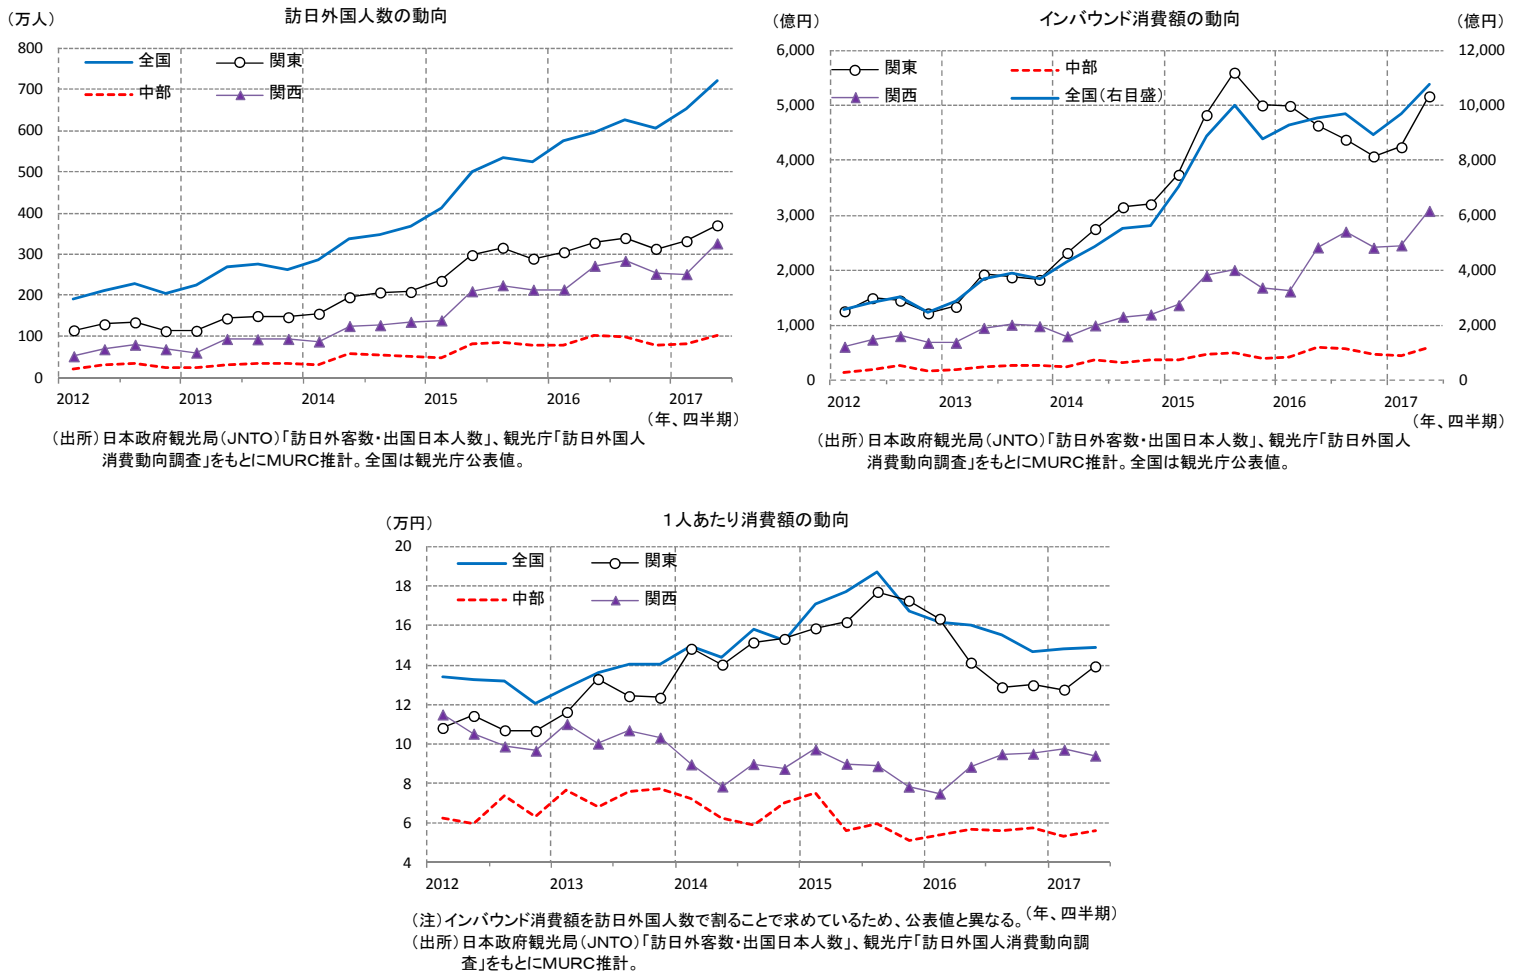 訪日外国人数の動向
(万人)
800
700
600
500
400
300
200
100
0
全国
関東
中部
関西
2012
2013
2014
2015
2016
2017
(年、四半期)
(出所)日本政府観光局(JNTO)「訪日外客数・出国日本人数」、観光庁「訪日外国人
消費動向調査」をもとにMURC推計。全国は観光庁公表値。
インバウンド消費額の動向
(億円)
(億円)
6,000
5,000
4,000
3,000
2,000
1,000
0
12,000
10,000
8,000
6,000
4,000
2,000
0
関東
中部
関西
全国(右目盛)
2012
2013
2014
2015
2016
2017
(年、四半期)
(出所)日本政府観光局(JNTO)「訪日外客数・出国日本人数」、観光庁「訪日外国人
消費動向調査」をもとにMURC推計。全国は観光庁公表値。
1人あたり消費額の動向
(万円)
20
18
16
14
12
10
8
6
4
全国
関東
中部
関西
2012
2013
2014
2015
2016
2017
(年、四半期)
(注)インバウンド消費額を訪日外国人数で割ることで求めているため、公表値と異なる。
(出所)日本政府観光局(JNTO)「訪日外客数・出国日本人数」、観光庁「訪日外国人消費動向調
査」をもとにMURC推計。